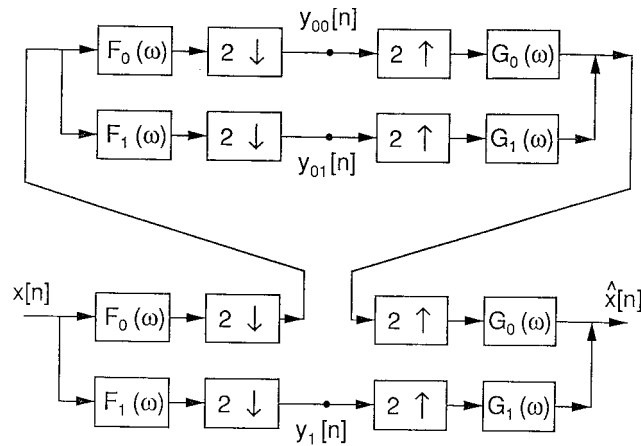 y₀₀[n]
F₀(ω) 2 ↓ 2 ↑ G₀(ω)
F₁(ω) 2 ↓ 2 ↑ G₁(ω)
y₀₁[n]
x[n] x̂[n]
F₀(ω) 2 ↓ 2 ↑ G₀(ω)
F₁(ω) 2 ↓ 2 ↑ G₁(ω)
y₁[n]